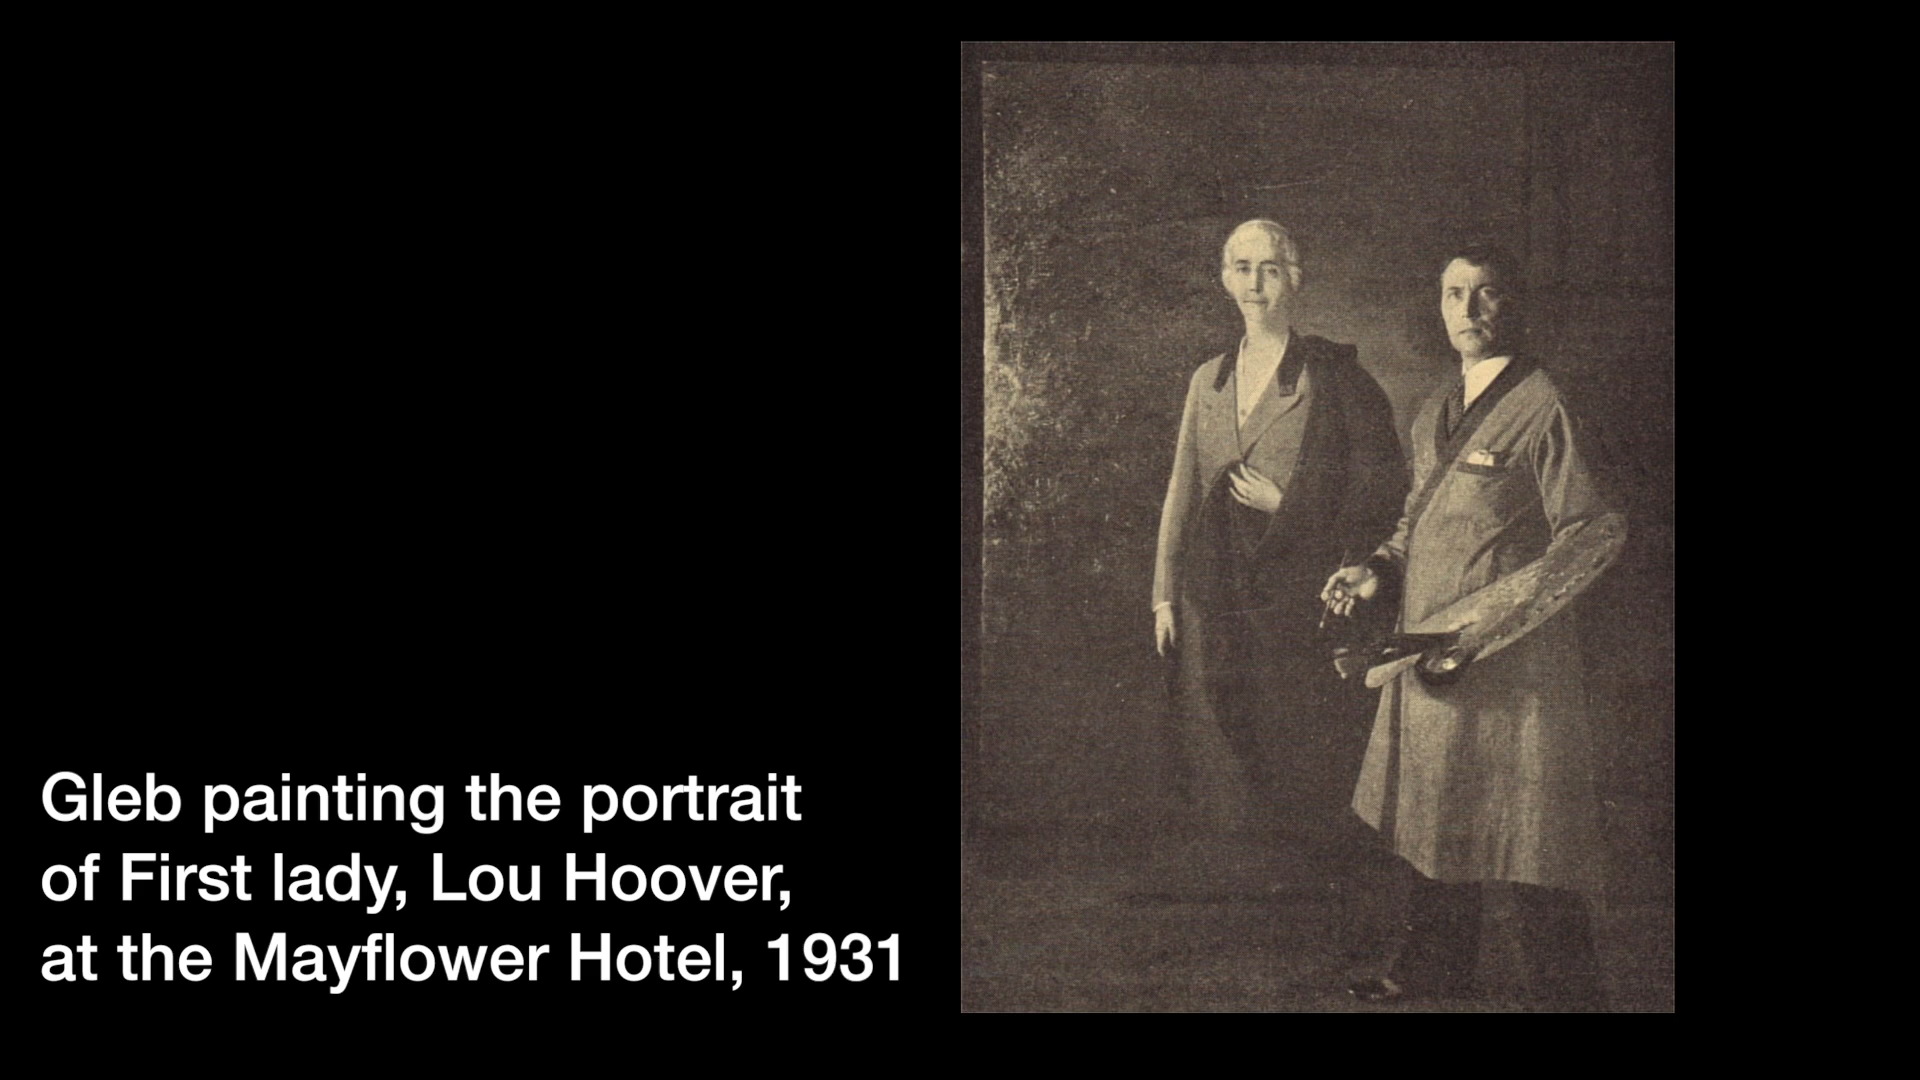 Gleb painting the portrait
of First lady, Lou Hoover,
at the Mayflower Hotel, 1931